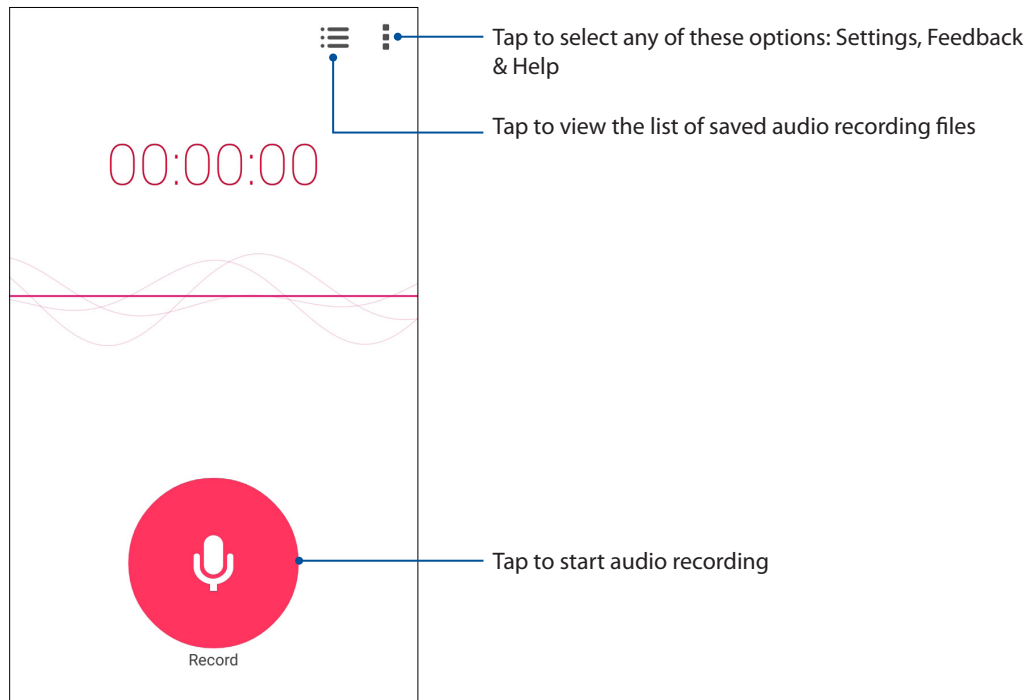 Tap to select any of these options: Settings, Feedback
& Help
Tap to view the list of saved audio recording files
00:00:00
Tap to start audio recording
Record